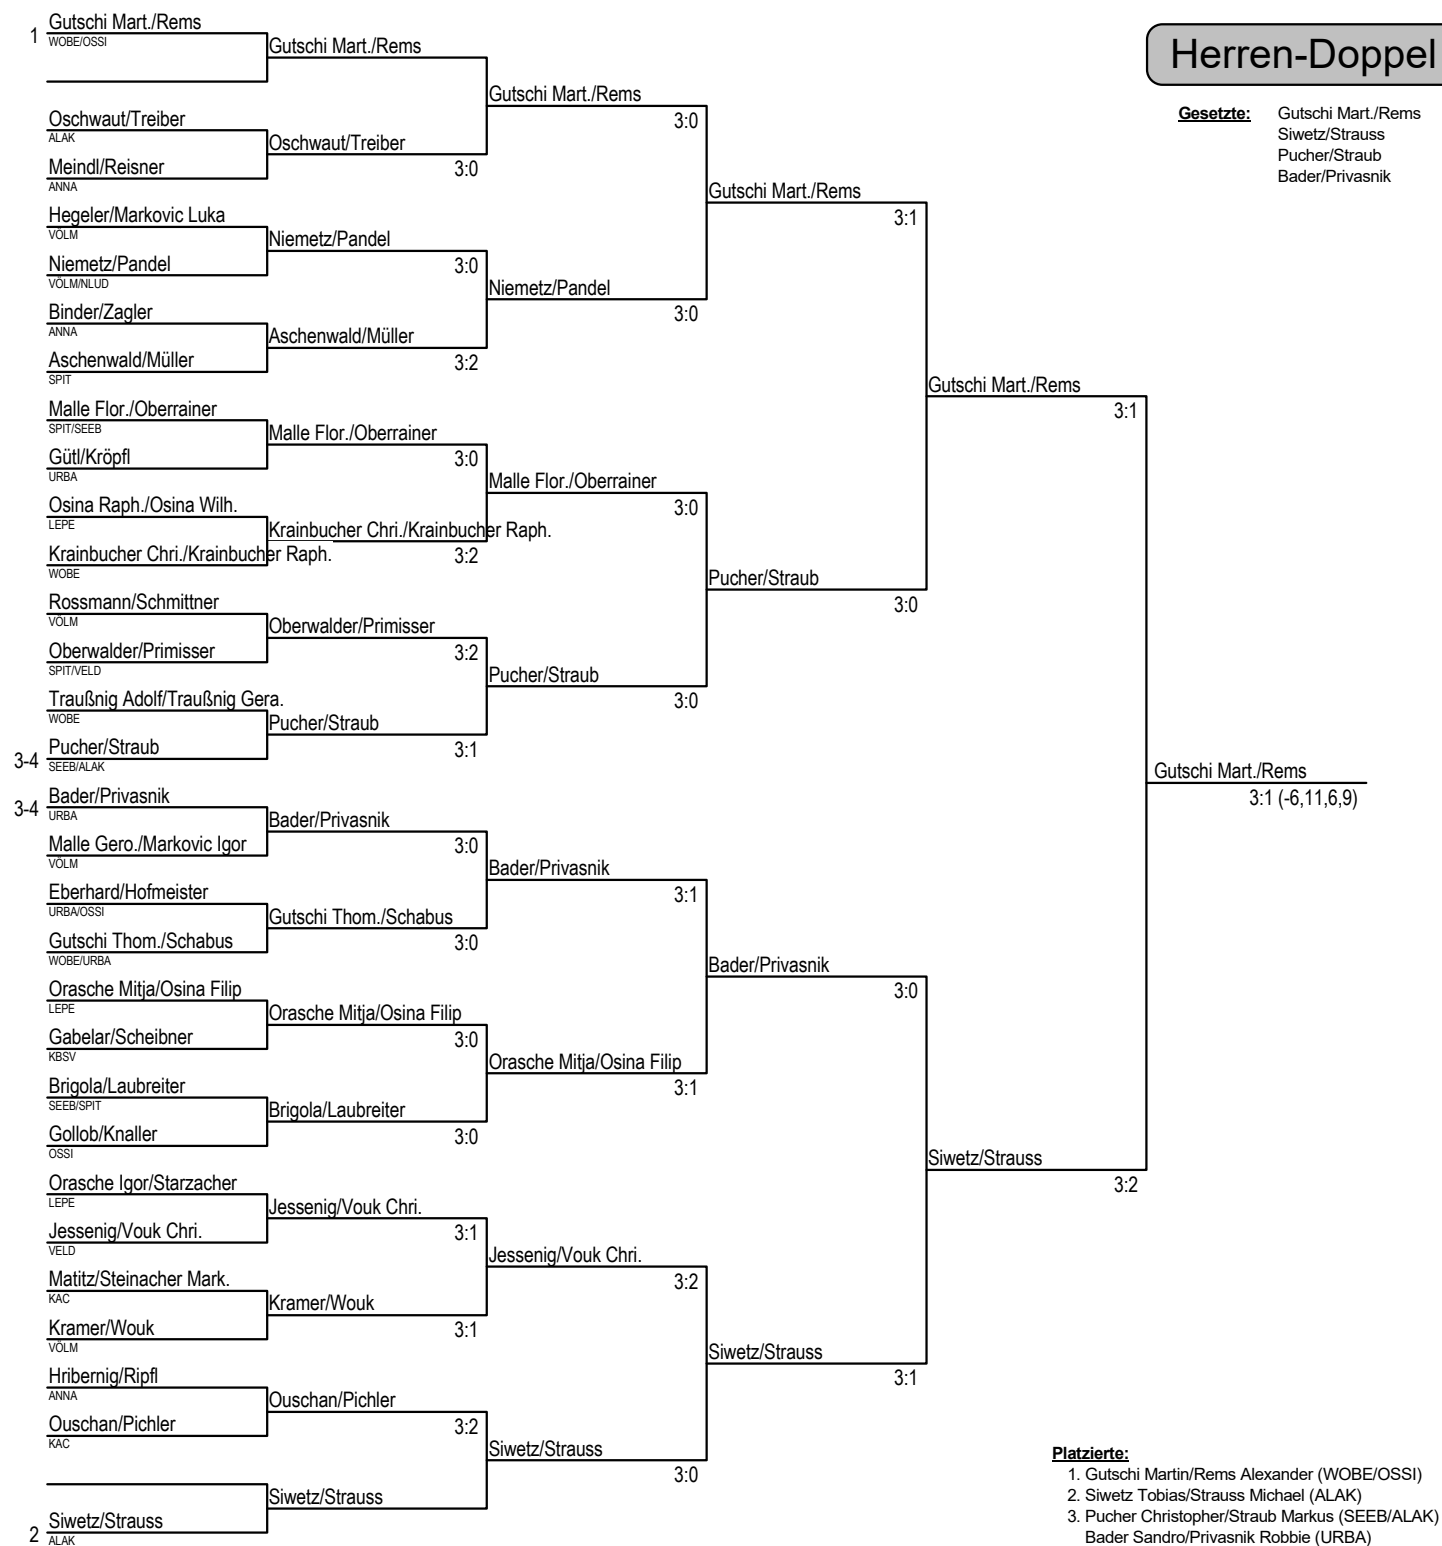 Herren-Doppel
Gesetzte: Gutschi Mart./Rems
Siwetz/Strauss
Pucher/Straub
Bader/Privasnik
1 Gutschi Mart./Rems
WOBE/OSSI
Oschwaut/Treiber
ALAK
Meindl/Reisner
ANNA
Hegeler/Markovic Luka
VÖLM
Niemetz/Pandel
VÖLM/NLUD
Binder/Zagler
ANNA
Aschenwald/Müller
SPIT
Malle Flor./Oberrainer
SPIT/SEEB
Gütl/Kröpfl
URBA
Osina Raph./Osina Wilh.
LEPE
Krainbucher Chri./Krainbucher Raph.
WOBE
Rossmann/Schmittner
VÖLM
Oberwalder/Primisser
SPIT/VELD
Traußnig Adolf/Traußnig Gera.
WOBE
3-4 Pucher/Straub
SEEB/ALAK
3-4 Bader/Privasnik
URBA
Malle Gero./Markovic Igor
VÖLM
Eberhard/Hofmeister
URBA/OSSI
Gutschi Thom./Schabus
WOBE/URBA
Orasche Mitja/Osina Filip
LEPE
Gabelar/Scheibner
KBSV
Brigola/Laubreiter
SEEB/SPIT
Gollob/Knaller
OSSI
Orasche Igor/Starzacher
LEPE
Jessenig/Vouk Chri.
VELD
Matitz/Steinacher Mark.
KAC
Kramer/Wouk
VÖLM
Hribernig/Ripfl
ANNA
Ouschan/Pichler
KAC
2 Siwetz/Strauss
ALAK
Gutschi Mart./Rems
Oschwaut/Treiber
3:0
Niemetz/Pandel
3:0
Aschenwald/Müller
3:2
Malle Flor./Oberrainer
3:0
Krainbucher Chri./Krainbucher Raph.
3:2
Oberwalder/Primisser
3:2
Pucher/Straub
3:1
Bader/Privasnik
3:0
Gutschi Thom./Schabus
3:0
Orasche Mitja/Osina Filip
3:0
Brigola/Laubreiter
3:0
Jessenig/Vouk Chri.
3:1
Kramer/Wouk
3:1
Ouschan/Pichler
3:2
Siwetz/Strauss
Gutschi Mart./Rems
3:0
Niemetz/Pandel
3:0
Malle Flor./Oberrainer
3:0
Pucher/Straub
3:0
Bader/Privasnik
3:1
Orasche Mitja/Osina Filip
3:1
Jessenig/Vouk Chri.
3:2
Siwetz/Strauss
3:0
Gutschi Mart./Rems
3:1
Pucher/Straub
3:0
Bader/Privasnik
3:0
Siwetz/Strauss
3:1
Gutschi Mart./Rems
3:1
Siwetz/Strauss
3:2
Gutschi Mart./Rems
3:1 (-6,11,6,9)
Platzierte:
1. Gutschi Martin/Rems Alexander (WOBE/OSSI)
2. Siwetz Tobias/Strauss Michael (ALAK)
3. Pucher Christopher/Straub Markus (SEEB/ALAK)
Bader Sandro/Privasnik Robbie (URBA)